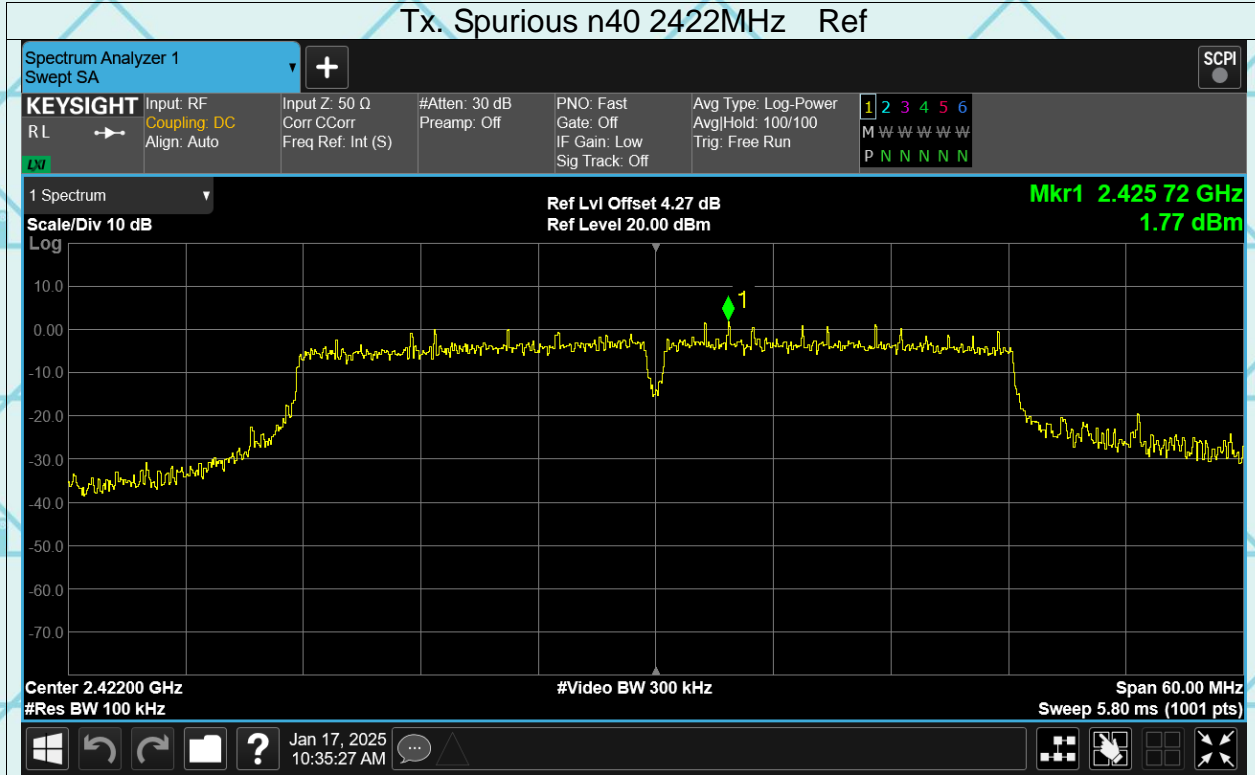 Tx. Spurious n40 2422MHz Ref
Spectrum Analyzer 1
Swept SA
SCPI
KEYSIGHT
RL
LXI
Input: RF
Coupling: DC
Align: Auto
Input Z: 50 Ω
Corr CCorr
Freq Ref: Int (S)
#Atten: 30 dB
Preamp: Off
PNO: Fast
Gate: Off
IF Gain: Low
Sig Track: Off
Avg Type: Log-Power
Avg|Hold: 100/100
Trig: Free Run
1 2 3 4 5 6
M W W W W W
P N N N N N
1 Spectrum
Scale/Div 10 dB
Ref Lvl Offset 4.27 dB
Ref Level 20.00 dBm
Mkr1 2.425 72 GHz
1.77 dBm
Log
10.0
0.00
-10.0
-20.0
-30.0
-40.0
-50.0
-60.0
-70.0
1
Center 2.42200 GHz
#Res BW 100 kHz
#Video BW 300 kHz
Span 60.00 MHz
Sweep 5.80 ms (1001 pts)
?
Jan 17, 2025
10:35:27 AM